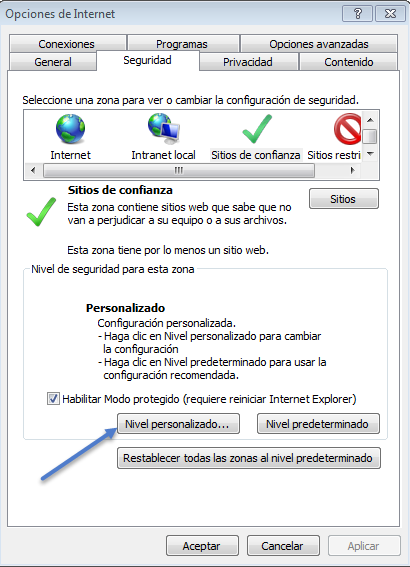 Opciones de Internet
Conexiones Programas Opciones avanzadas
General Seguridad Privacidad Contenido
Seleccione una zona para ver o cambiar la configuración de seguridad.
Internet Intranet local Sitios de confianza Sitios restri
Sitios de confianza
Sitios
Esta zona contiene sitios web que sabe que no
van a perjudicar a su equipo o a sus archivos.
Esta zona tiene por lo menos un sitio web.
Nivel de seguridad para esta zona
Personalizado
Configuración personalizada.
- Haga clic en Nivel personalizado para cambiar
la configuración
- Haga clic en Nivel predeterminado para usar la
configuración recomendada.
Habilitar Modo protegido (requiere reiniciar Internet Explorer)
Nivel personalizado... Nivel predeterminado
Restablecer todas las zonas al nivel predeterminado
Aceptar Cancelar Aplicar